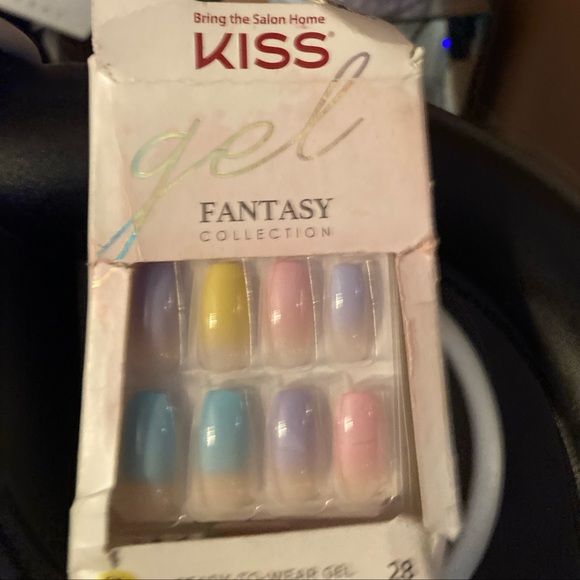 Bring the Salon Home
KISS
gel
FANTASY
COLLECTION
READY-TO-WEAR GEL
28